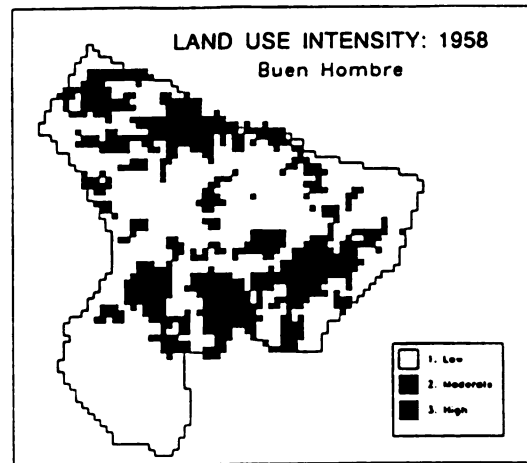 LAND USE INTENSITY: 1958
Buen Hombre
1. Low
2. Moderate
3. High